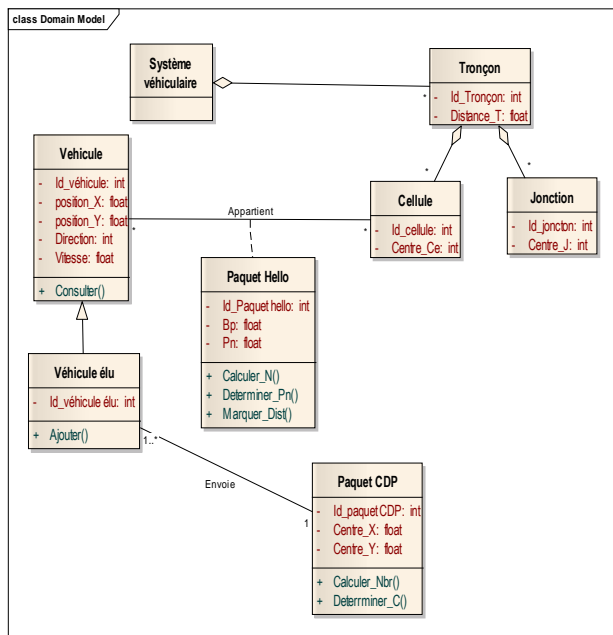 class Domain Model
Système
véhiculaire
*
Tronçon
- Id_Tronçon: int
- Distance_T: float
*
*
Vehicule
- Id_véhicule: int
- position_X: float
- position_Y: float
- Direction: int
- Vitesse: float
+ Consulter()
*
Appartient
*
Cellule
- Id_cellule: int
- Centre_Ce: int
Jonction
- Id_joncton: int
- Centre_J: int
Paquet Hello
- Id_Paquet hello: int
- Bp: float
- Pn: float
+ Calculer_N()
+ Determiner_Pn()
+ Marquer_Dist()
Véhicule élu
- Id_véhicule élu: int
+ Ajouter()
1..*
Envoie
1
Paquet CDP
- Id_paquet CDP: int
- Centre_X: float
- Centre_Y: float
+ Calculer_Nbr()
+ Deterrminer_C()